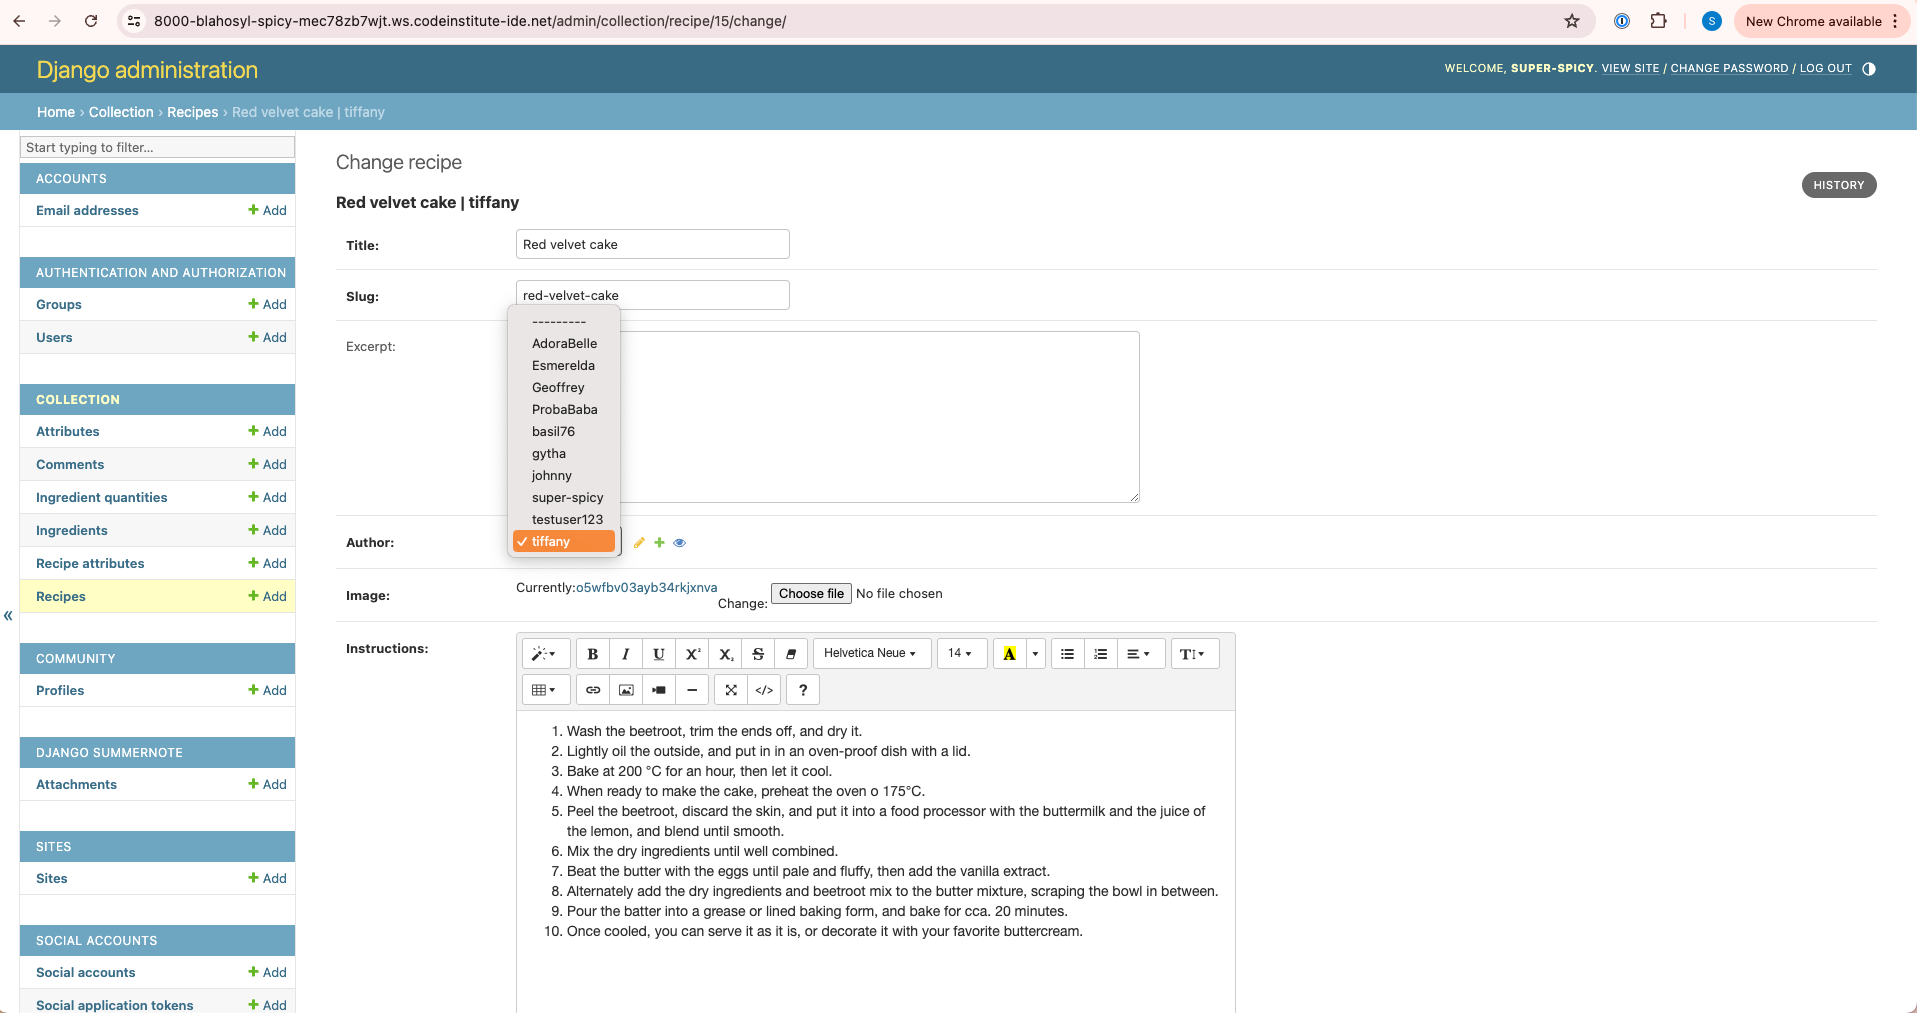 8000-blahosyl-spicy-mec78zb7wjt.ws.codeinstitute-ide.net/admin/collection/recipe/15/change/
S
New Chrome available
Django administration
WELCOME, SUPER-SPICY. VIEW SITE / CHANGE PASSWORD / LOG OUT
Home › Collection › Recipes › Red velvet cake | tiffany
Start typing to filter...
ACCOUNTS
Email addresses + Add
AUTHENTICATION AND AUTHORIZATION
Groups + Add
Users + Add
COLLECTION
Attributes + Add
Comments + Add
Ingredient quantities + Add
Ingredients + Add
Recipe attributes + Add
Recipes + Add
«
COMMUNITY
Profiles + Add
DJANGO SUMMERNOTE
Attachments + Add
SITES
Sites + Add
SOCIAL ACCOUNTS
Social accounts + Add
Social application tokens + Add
Change recipe
HISTORY
Red velvet cake | tiffany
Title: Red velvet cake
Slug: red-velvet-cake
Excerpt:
---------
AdoraBelle
Esmerelda
Geoffrey
ProbaBaba
basil76
gytha
johnny
super-spicy
testuser123
Author: ✓ tiffany
Image: Currently:o5wfbv03ayb34rkjxnva
Change: Choose file No file chosen
Instructions:
B I U X² X₂ S Helvetica Neue 14 A T
</> ?
1. Wash the beetroot, trim the ends off, and dry it.
2. Lightly oil the outside, and put in in an oven-proof dish with a lid.
3. Bake at 200 °C for an hour, then let it cool.
4. When ready to make the cake, preheat the oven o 175°C.
5. Peel the beetroot, discard the skin, and put it into a food processor with the buttermilk and the juice of
the lemon, and blend until smooth.
6. Mix the dry ingredients until well combined.
7. Beat the butter with the eggs until pale and fluffy, then add the vanilla extract.
8. Alternately add the dry ingredients and beetroot mix to the butter mixture, scraping the bowl in between.
9. Pour the batter into a grease or lined baking form, and bake for cca. 20 minutes.
10. Once cooled, you can serve it as it is, or decorate it with your favorite buttercream.